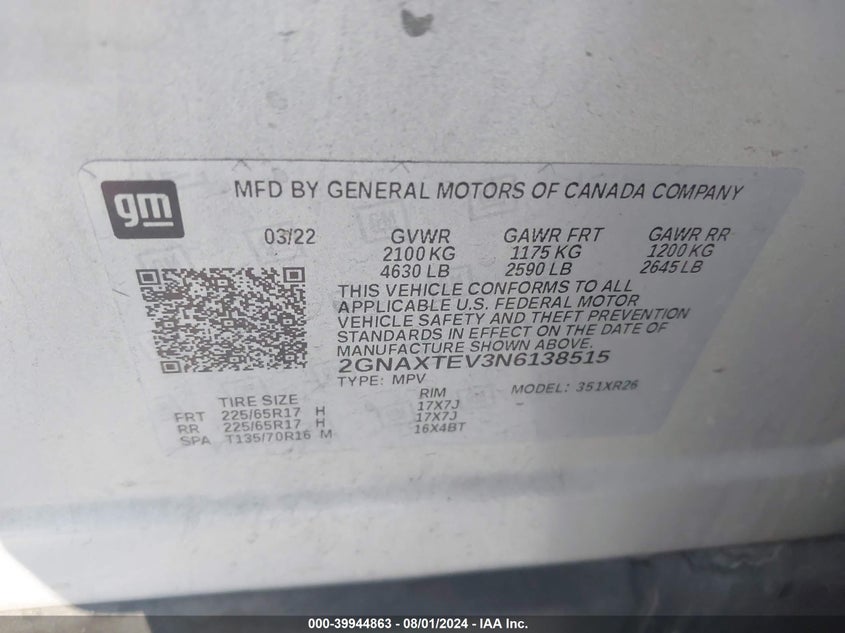 gm
MFD BY GENERAL MOTORS OF CANADA COMPANY
03/22 GVWR GAWR FRT GAWR RR
2100 KG 1175 KG 1200 KG
4630 LB 2590 LB 2645 LB
THIS VEHICLE CONFORMS TO ALL
APPLICABLE U.S. FEDERAL MOTOR
VEHICLE SAFETY AND THEFT PREVENTION
STANDARDS IN EFFECT ON THE DATE OF
MANUFACTURE SHOWN ABOVE.
2GNAXTEV3N6138515
TYPE: MPV MODEL: 351XR26
TIRE SIZE RIM
FRT 225/65R17 H 17X7J
RR 225/65R17 H 17X7J
SPA T135/70R16 M 16X4BT
000-39944863 - 08/01/2024 - Copyright IAA, Inc.